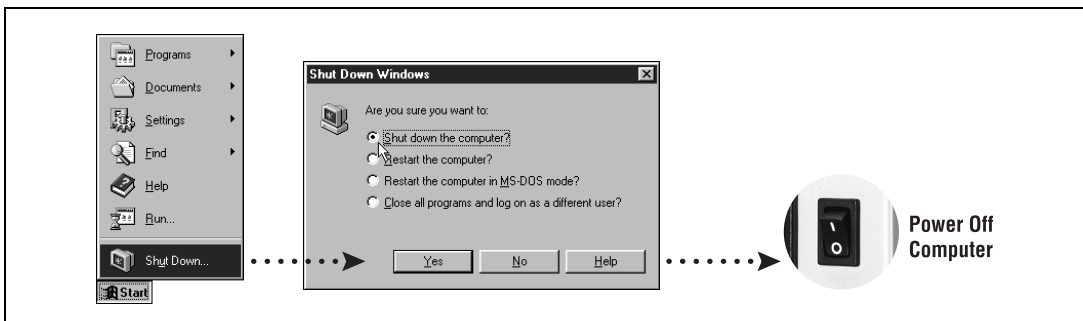 Programs
Documents
Settings
Find
Help
Run...
Shut Down...
Start
Shut Down Windows
Are you sure you want to:
Shut down the computer?
Restart the computer?
Restart the computer in MS-DOS mode?
Close all programs and log on as a different user?
Yes
No
Help
Power Off
Computer